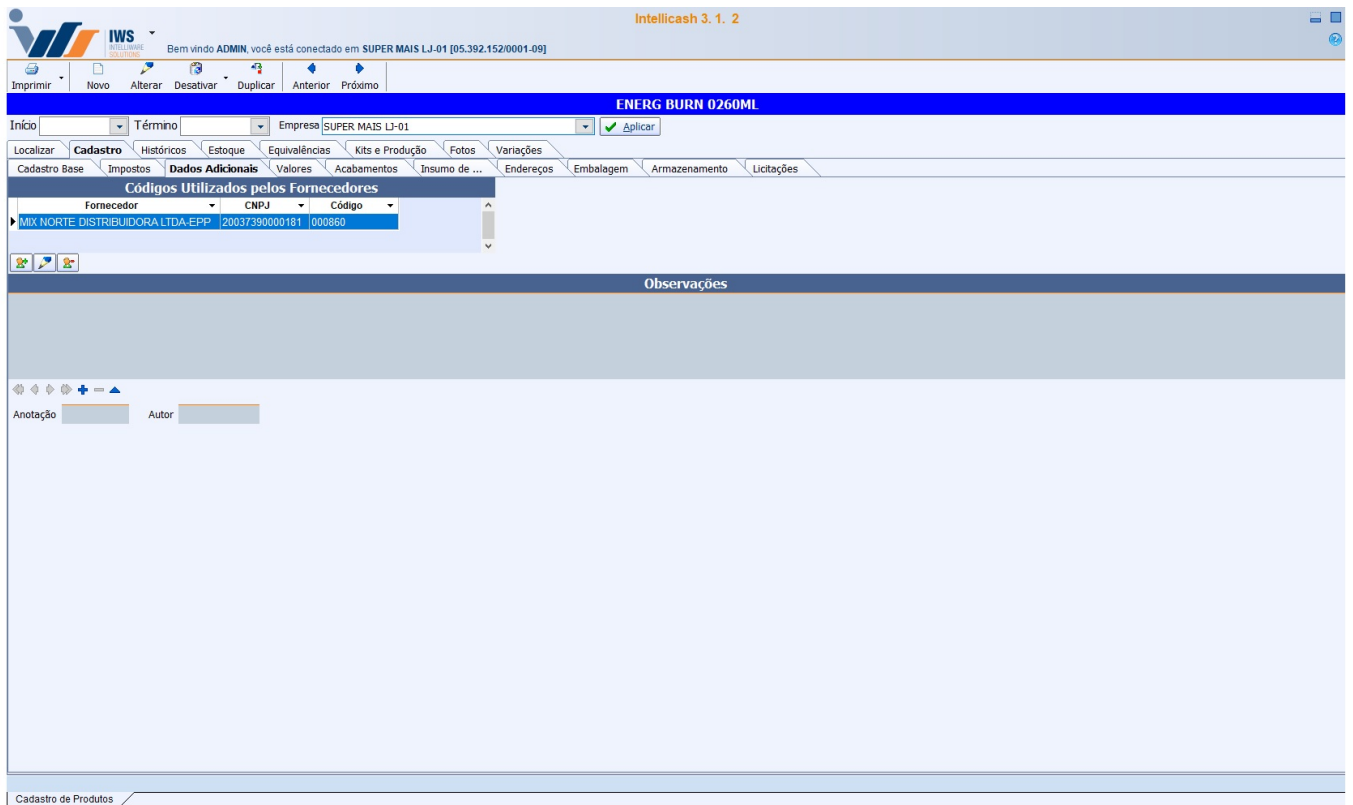 Intellicash 3. 1. 2
IWS
INTELLIWARE
SOLUTIONS
Bem vindo ADMIN, você está conectado em SUPER MAIS LJ-01 [05.392.152/0001-09]
Imprimir Novo Alterar Desativar Duplicar Anterior Próximo
ENERG BURN 0260ML
Início Término Empresa SUPER MAIS LJ-01 Aplicar
Localizar Cadastro Históricos Estoque Equivalências Kits e Produção Fotos Variações
Cadastro Base Impostos Dados Adicionais Valores Acabamentos Insumo de ... Endereços Embalagem Armazenamento Licitações
Códigos Utilizados pelos Fornecedores
Fornecedor CNPJ Código
MIX NORTE DISTRIBUIDORA LTDA-EPP 20037390000181 000860
Observações
Anotação Autor
Cadastro de Produtos